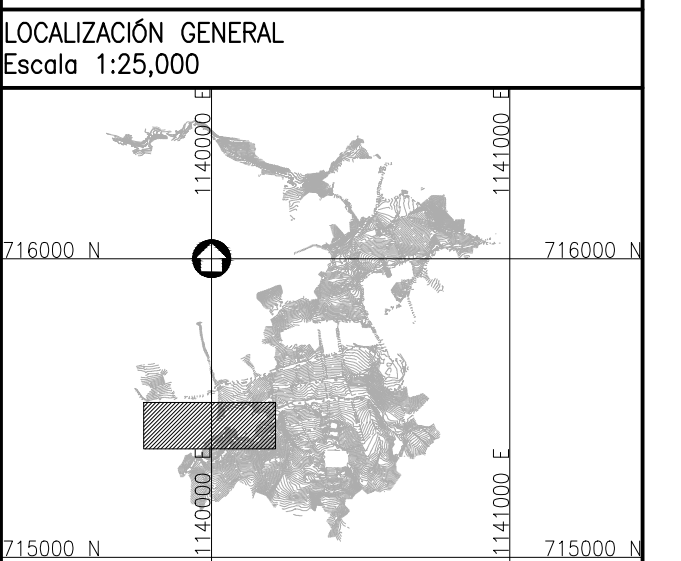 LOCALIZACIÓN GENERAL
Escala 1:25,000
1140000 E
1141000 E
716000 N
716000 N
1140000 E
1141000 E
715000 N
715000 N